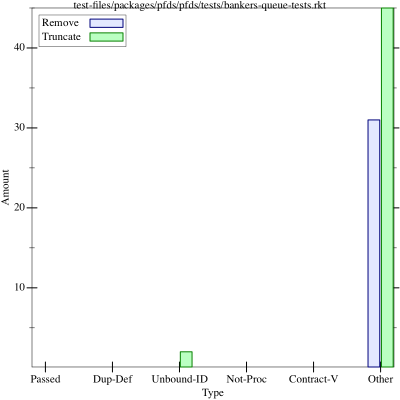 test-files/packages/pfds/pfds/tests/bankers-queue-tests.rkt
Remove
Truncate
40
30
20
10
Amount
Passed Dup-Def Unbound-ID Not-Proc Contract-V Other
Type